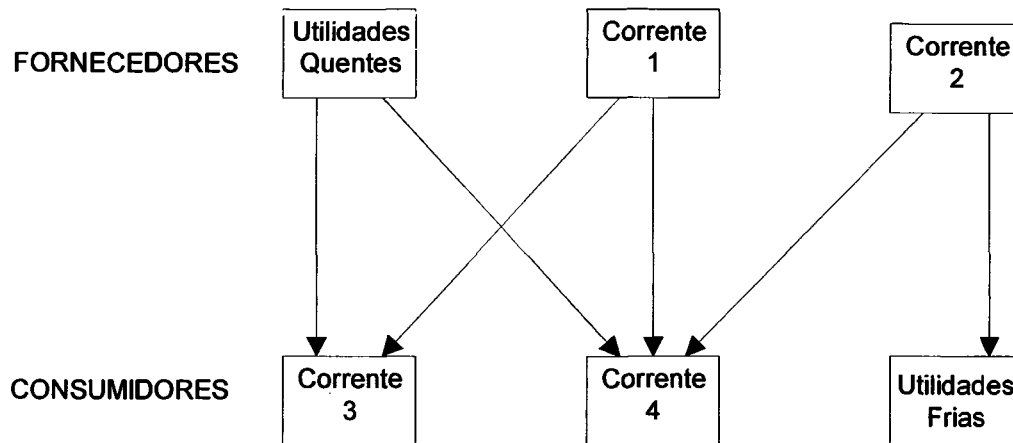 FORNECEDORES
Utilidades
Quentes
Corrente
1
Corrente
2
CONSUMIDORES
Corrente
3
Corrente
4
Utilidades
Frias